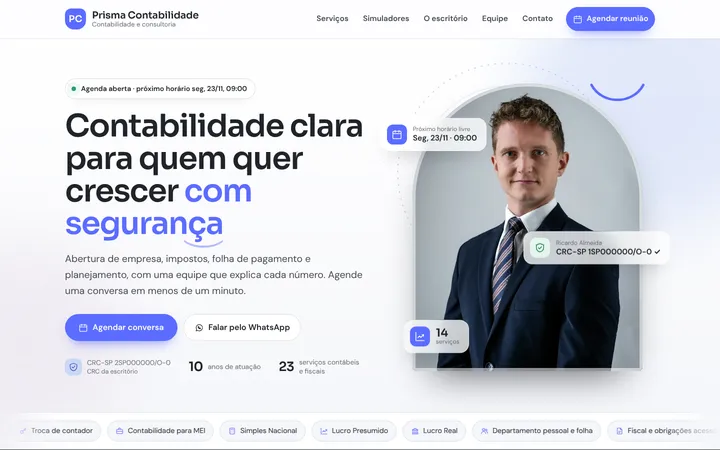 PC
Prisma Contabilidade
Contabilidade e consultoria
Serviços
Simuladores
O escritório
Equipe
Contato
Agendar reunião
Agenda aberta · próximo horário seg, 23/11, 09:00
Contabilidade clara
para quem quer
crescer com
segurança
Abertura de empresa, impostos, folha de pagamento e
planejamento, com uma equipe que explica cada número. Agende
uma conversa em menos de um minuto.
Agendar conversa
Falar pelo WhatsApp
CRC-SP 2SP000000/O-0
CRC da escritório
10 anos de atuação
23 serviços contábeis
e fiscais
Próximo horário livre
Seg, 23/11 · 09:00
Ricardo Almeida
CRC-SP 1SP000000/O-0 ✓
14
serviços
Troca de contador
Contabilidade para MEI
Simples Nacional
Lucro Presumido
Lucro Real
Departamento pessoal e folha
Fiscal e obrigações